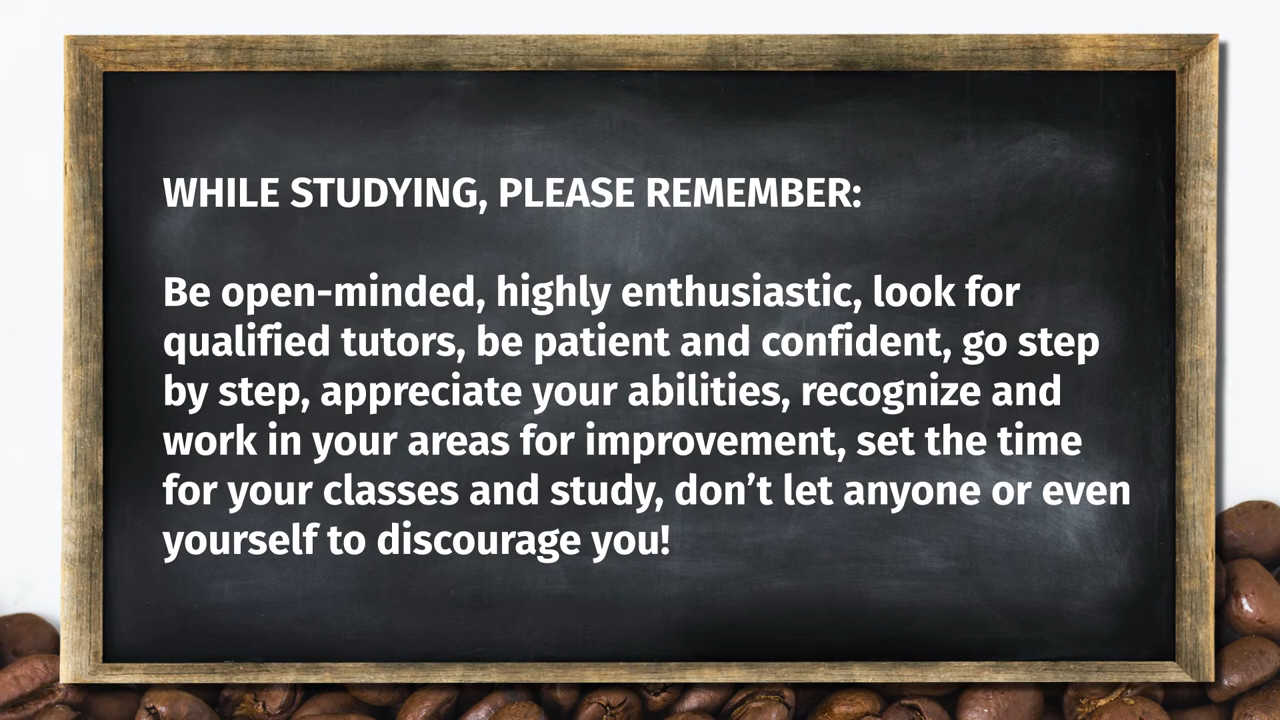 WHILE STUDYING, PLEASE REMEMBER:
Be open-minded, highly enthusiastic, look for
qualified tutors, be patient and confident, go step
by step, appreciate your abilities, recognize and
work in your areas for improvement, set the time
for your classes and study, don’t let anyone or even
yourself to discourage you!